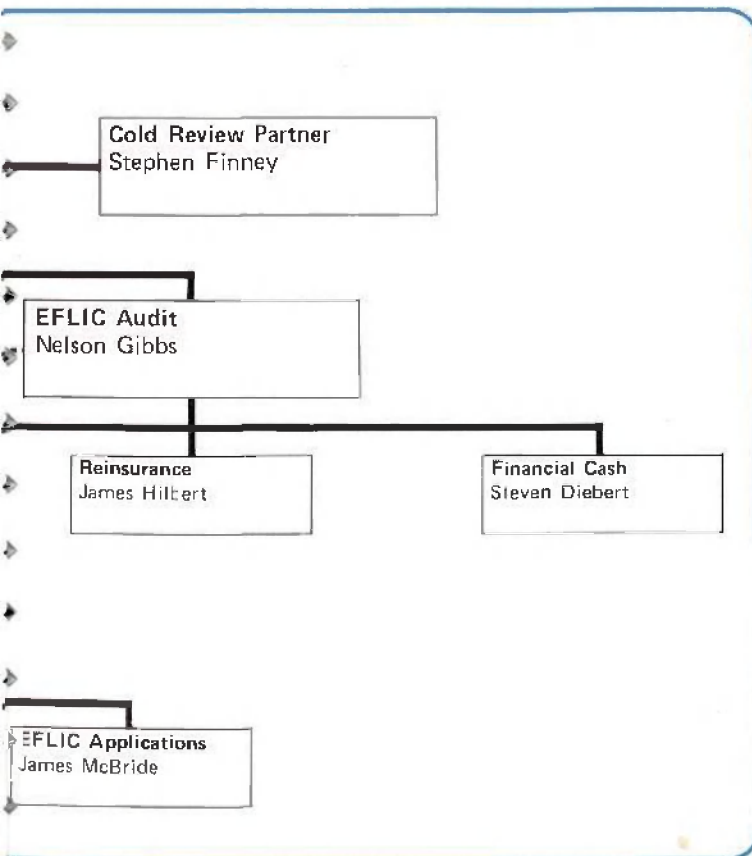 Cold Review Partner
Stephen Finney
EFLIC Audit
Nelson Gibbs
Reinsurance
James Hilbert
Financial Cash
Steven Diebert
EFLIC Applications
James McBride